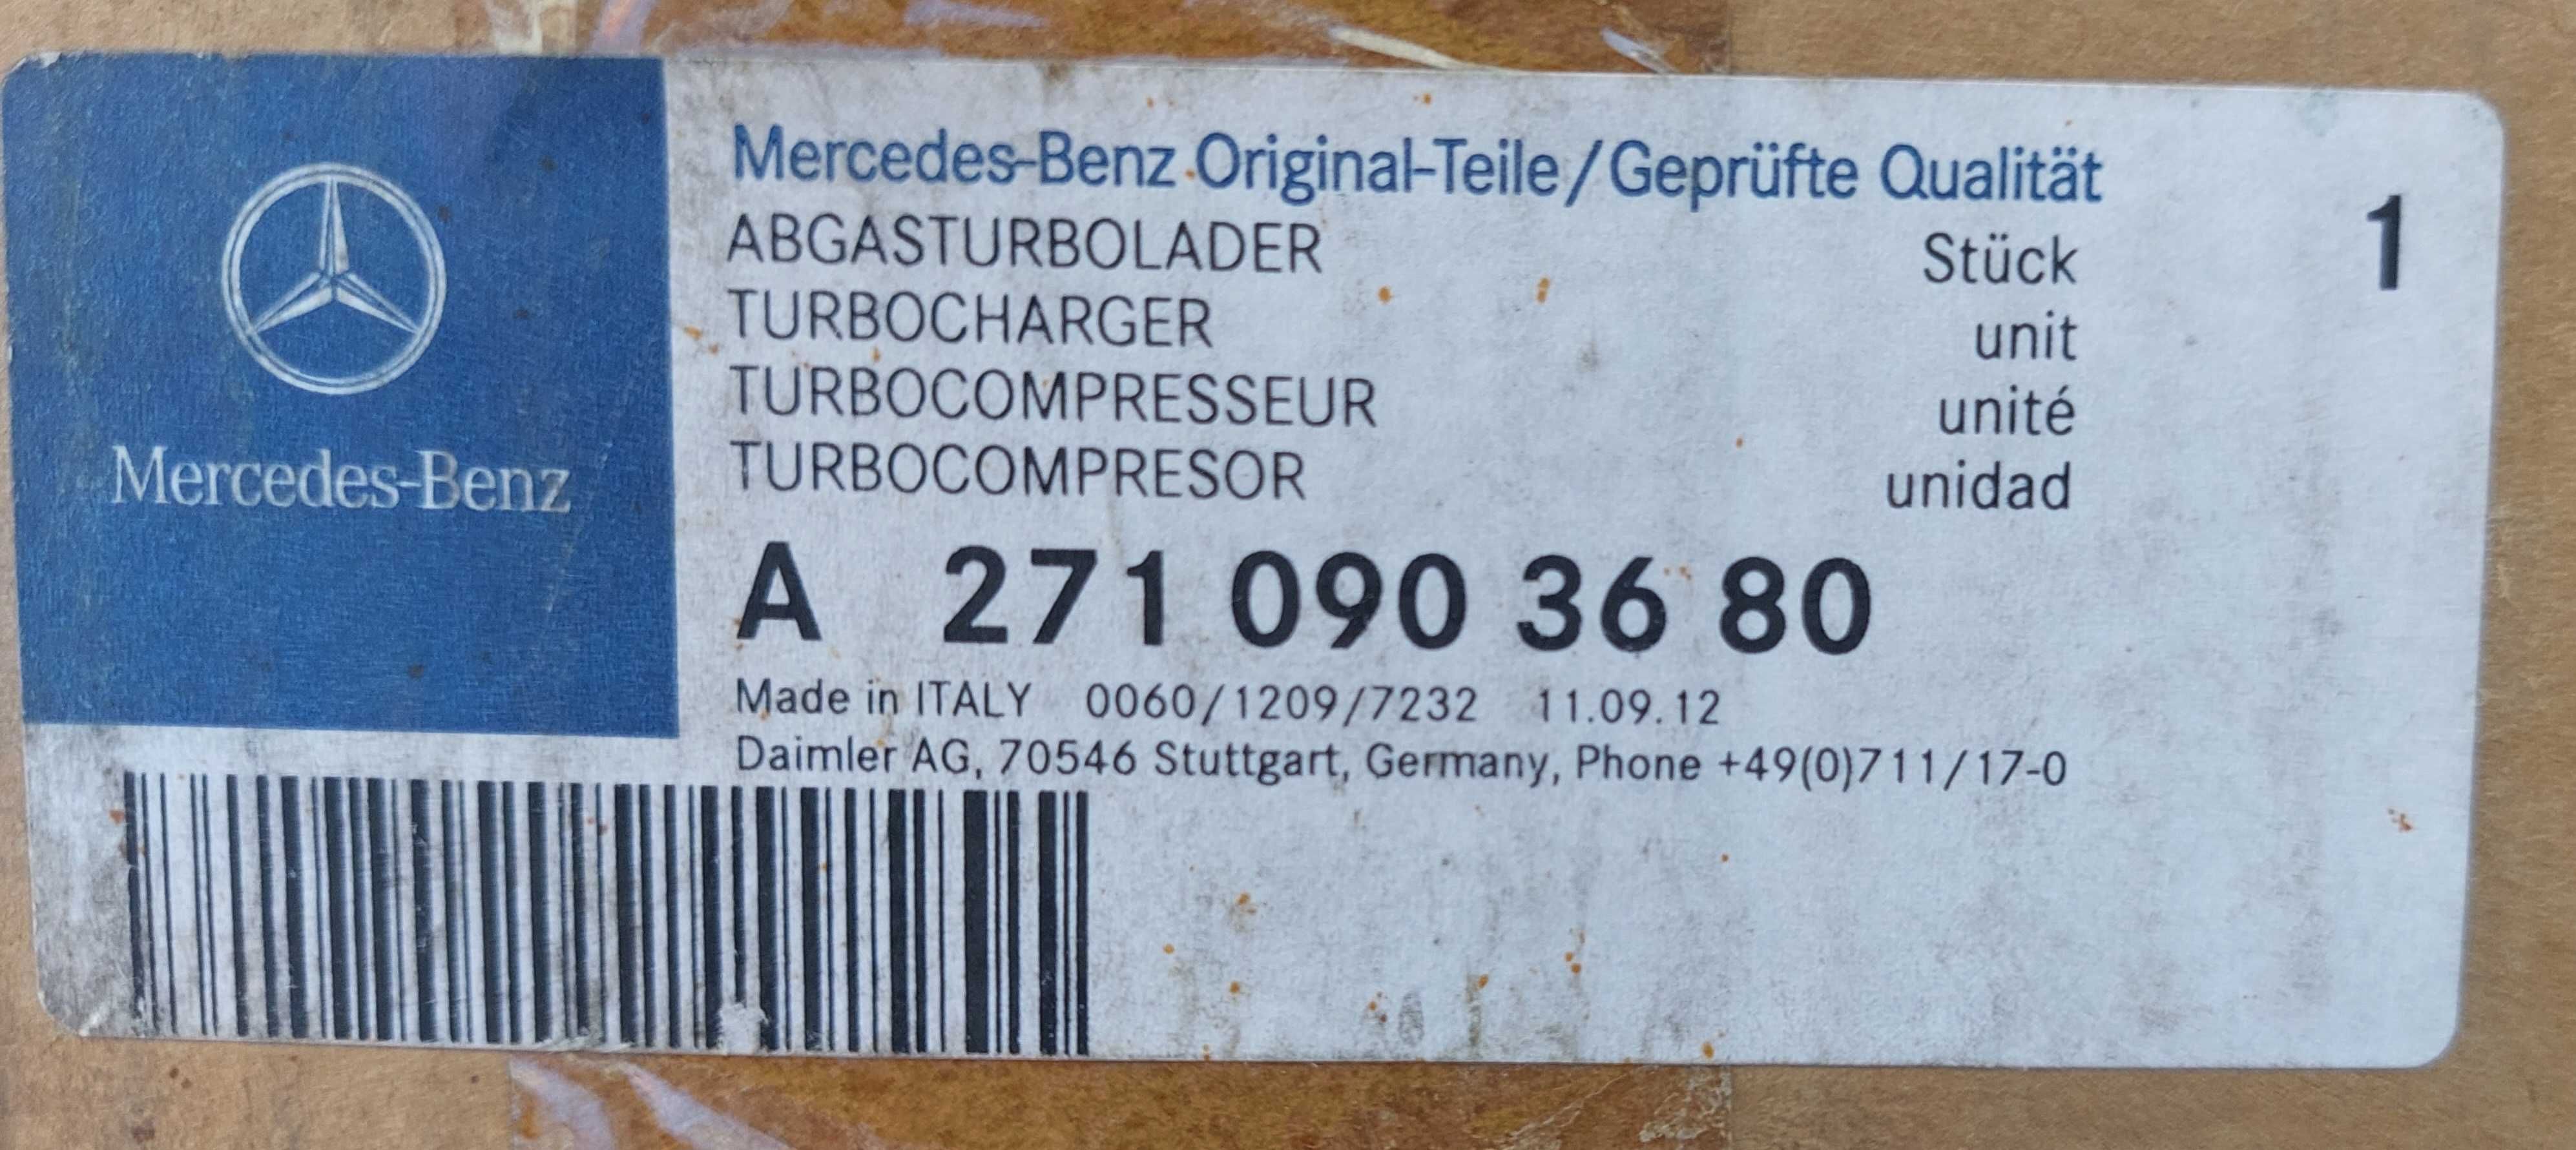 Mercedes-Benz
Mercedes-Benz Original-Teile/Geprüfte Qualität
ABGASTURBOLADER Stück 1
TURBOCHARGER unit
TURBOCOMPRESSEUR unité
TURBOCOMPRESOR unidad
A 271 090 36 80
Made in ITALY 0060/1209/7232 11.09.12
Daimler AG, 70546 Stuttgart, Germany, Phone +49(0)711/17-0